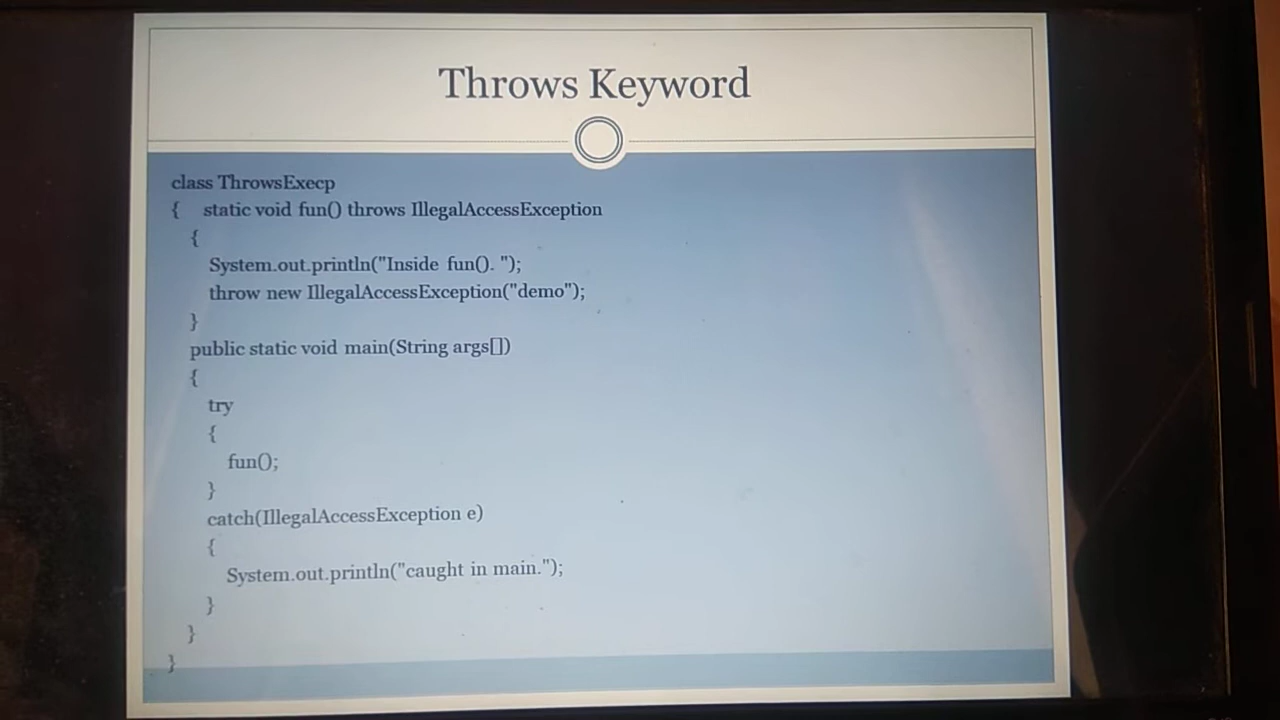 Throws Keyword
class ThrowsExecp
{ static void fun() throws IllegalAccessException
{
System.out.println("Inside fun(). ");
throw new IllegalAccessException("demo");
}
public static void main(String args[])
{
try
{
fun();
}
catch(IllegalAccessException e)
{
System.out.println("caught in main.");
}
}
}